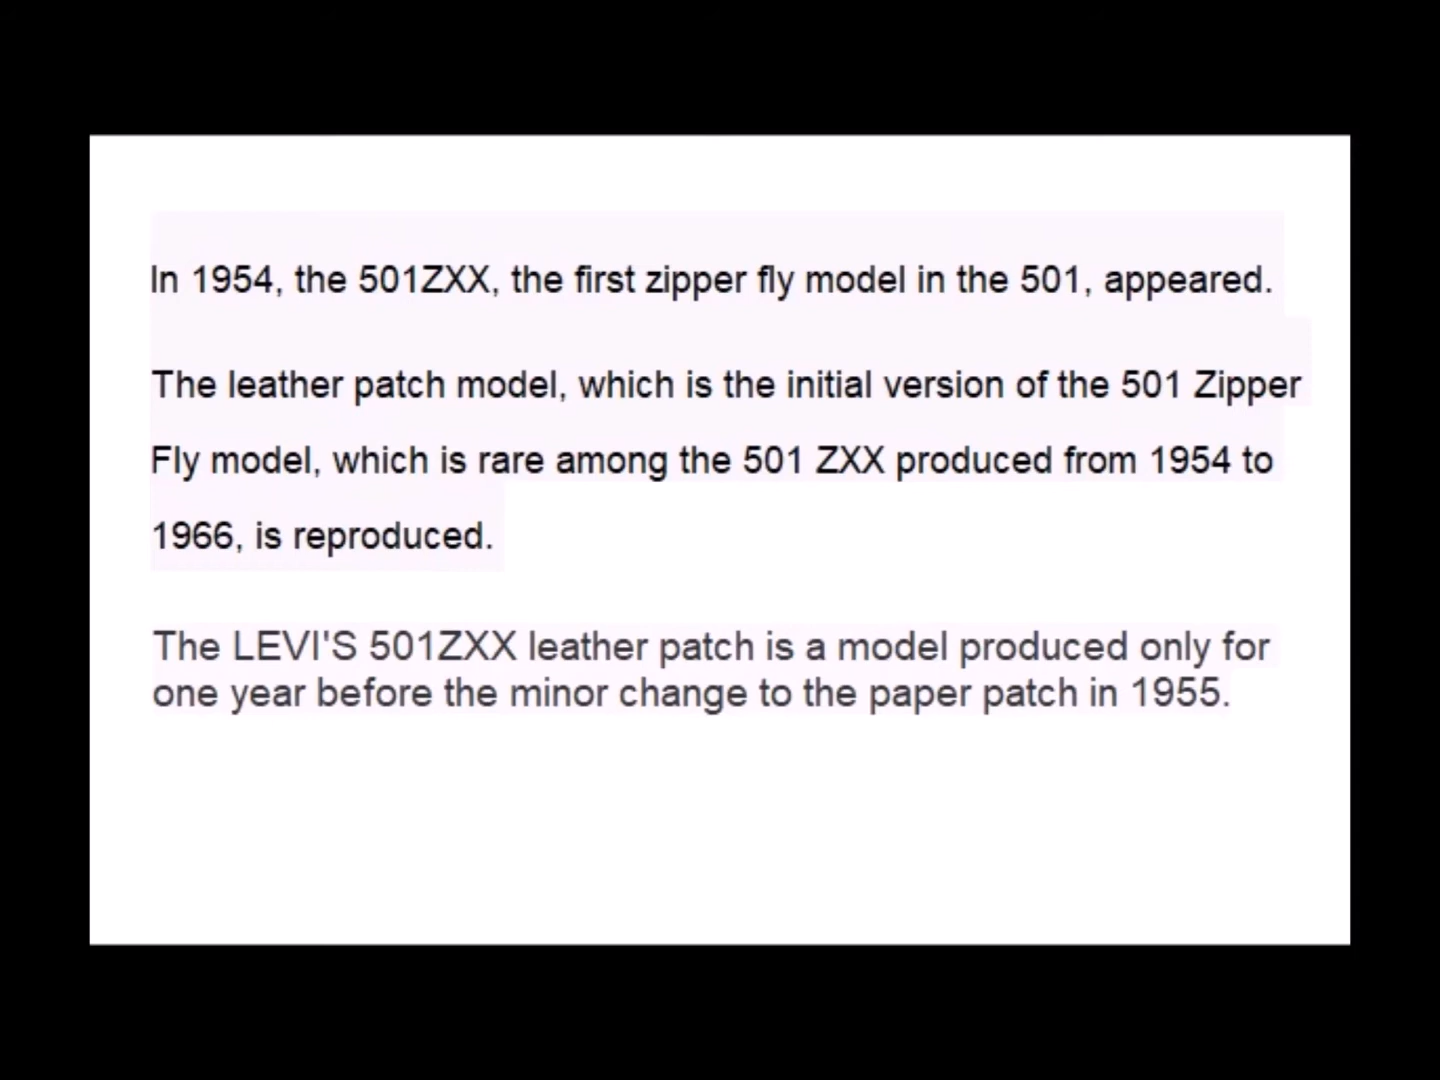 In 1954, the 501ZXX, the first zipper fly model in the 501, appeared.
The leather patch model, which is the initial version of the 501 Zipper
Fly model, which is rare among the 501 ZXX produced from 1954 to
1966, is reproduced.
The LEVI'S 501ZXX leather patch is a model produced only for
one year before the minor change to the paper patch in 1955.